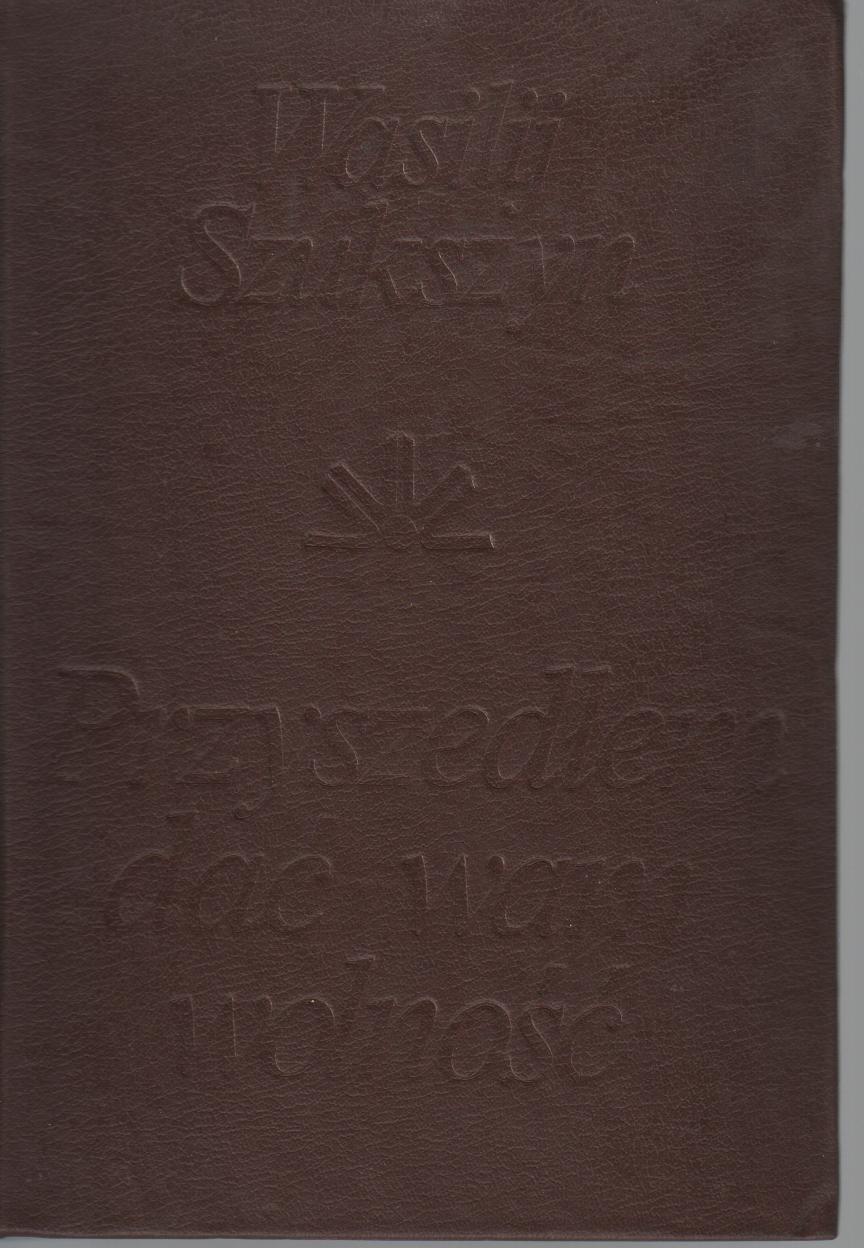 Wasilij
Szukszyn
Przyszedłem
dać wam
wolność